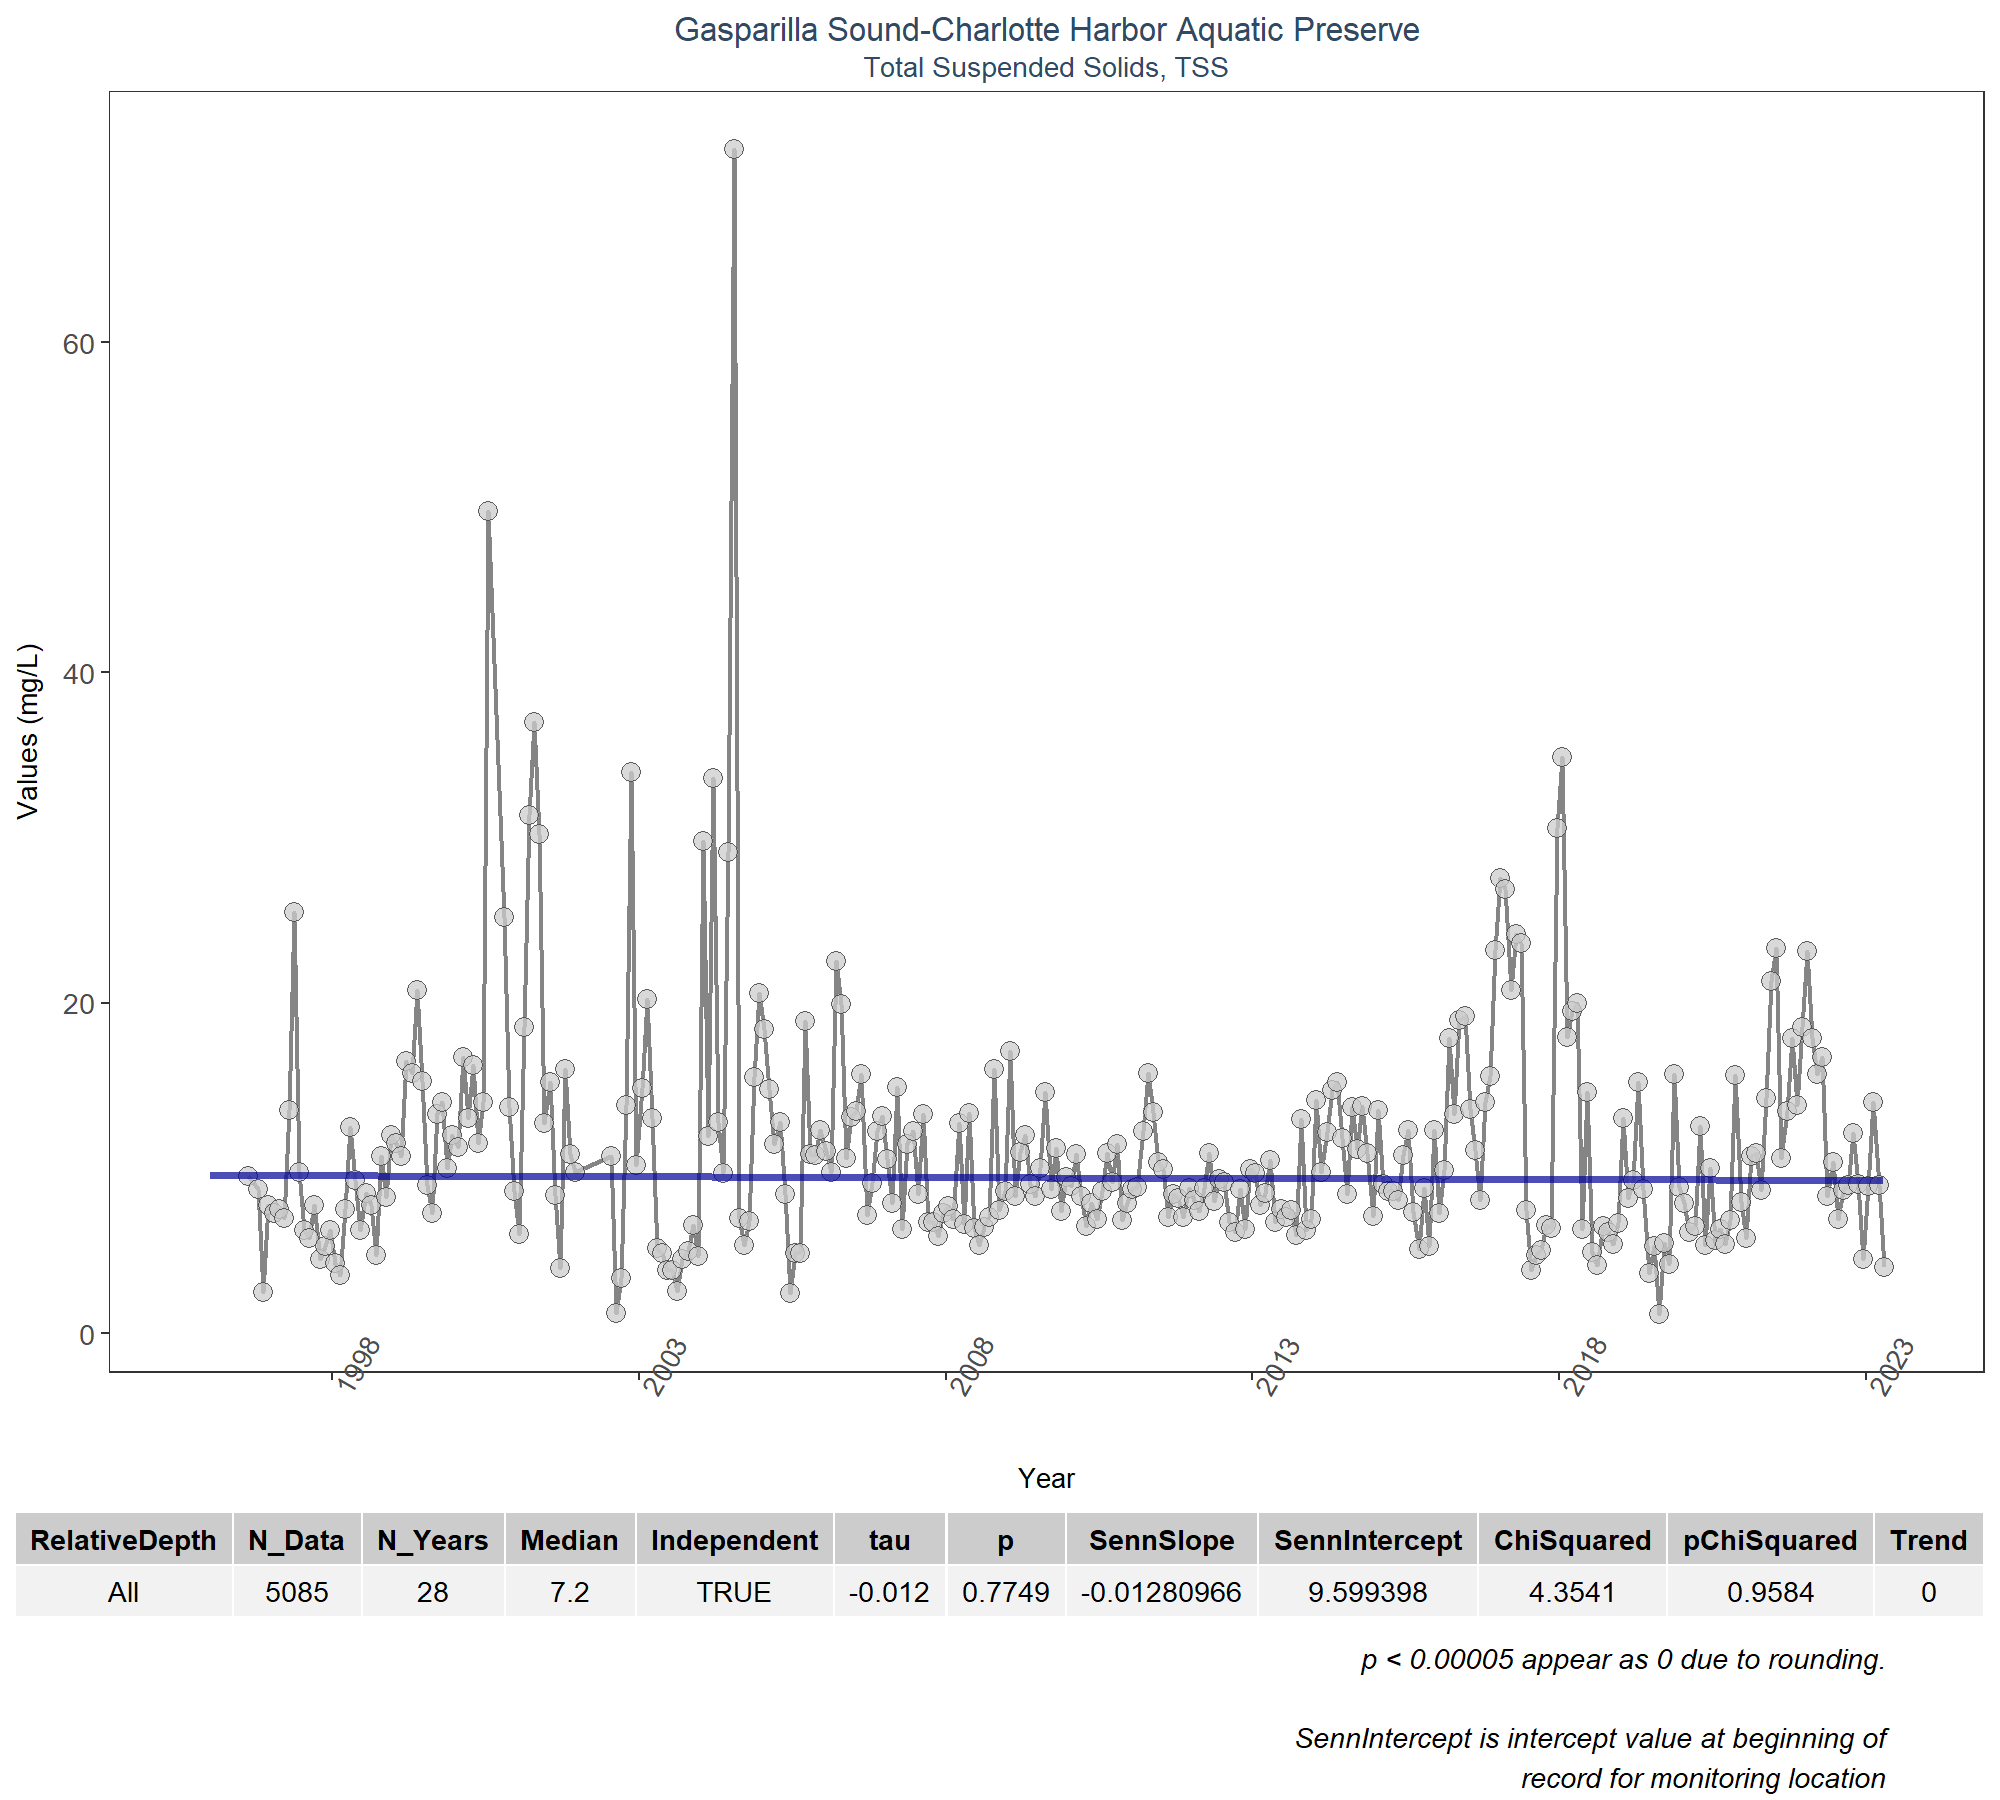 Gasparilla Sound-Charlotte Harbor Aquatic Preserve
Total Suspended Solids, TSS
Values (mg/L)
60
40
20
0
1998 2003 2008 2013 2018 2023
Year
RelativeDepth N_Data N_Years Median Independent tau p SennSlope SennIntercept ChiSquared pChiSquared Trend
All 5085 28 7.2 TRUE -0.012 0.7749 -0.01280966 9.599398 4.3541 0.9584 0
p < 0.00005 appear as 0 due to rounding.
SennIntercept is intercept value at beginning of
record for monitoring location